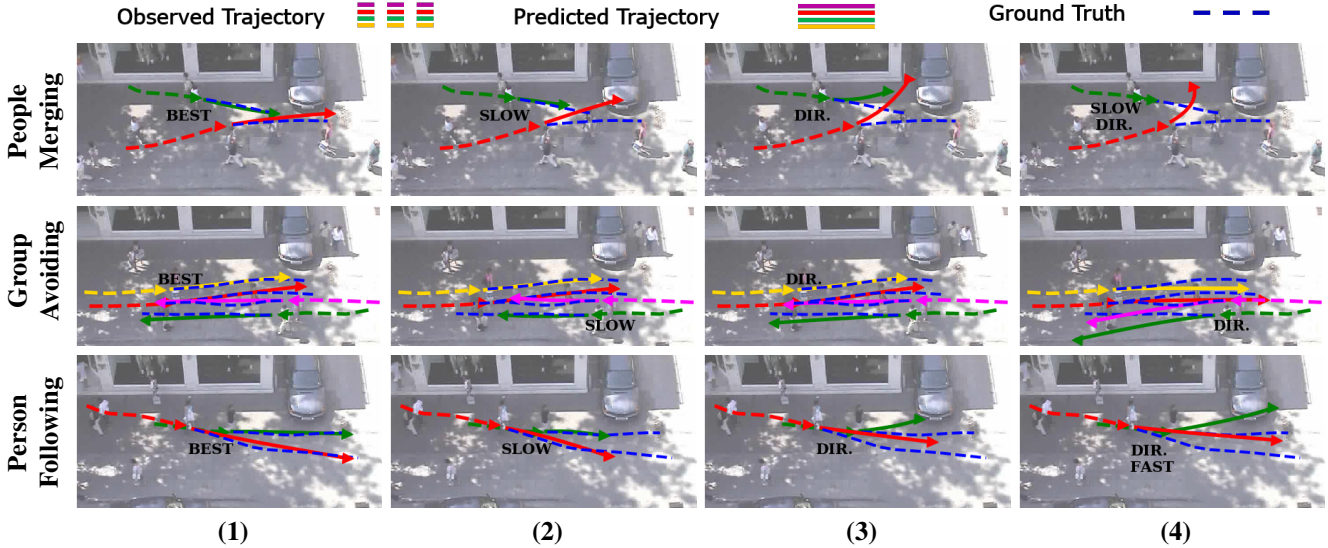 Observed Trajectory
Predicted Trajectory
Ground Truth
People
Merging
BEST
SLOW
DIR.
SLOW
DIR.
Group
Avoiding
BEST
SLOW
DIR.
DIR.
Person
Following
BEST
SLOW
DIR.
DIR.
FAST
(1)
(2)
(3)
(4)